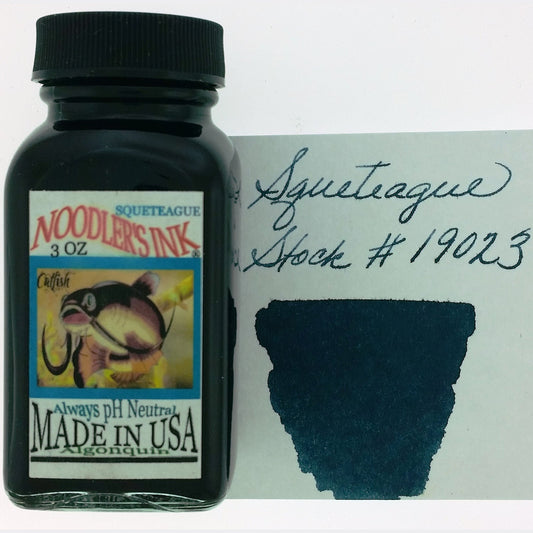 SQUETEAGUE
NOODLER'S INK ®
3 OZ
Catfish
Always pH Neutral
MADE IN USA
Algonquin
Squeteague
Stock # 19023